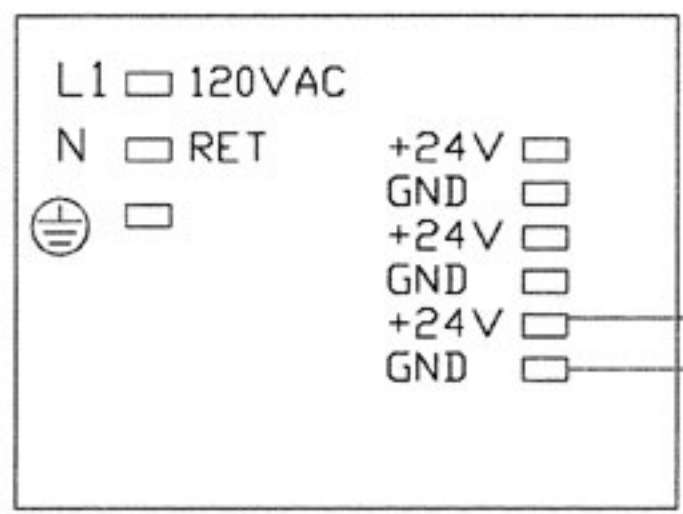 L1 120VAC
N RET
+24V
GND
+24V
GND
+24V
GND